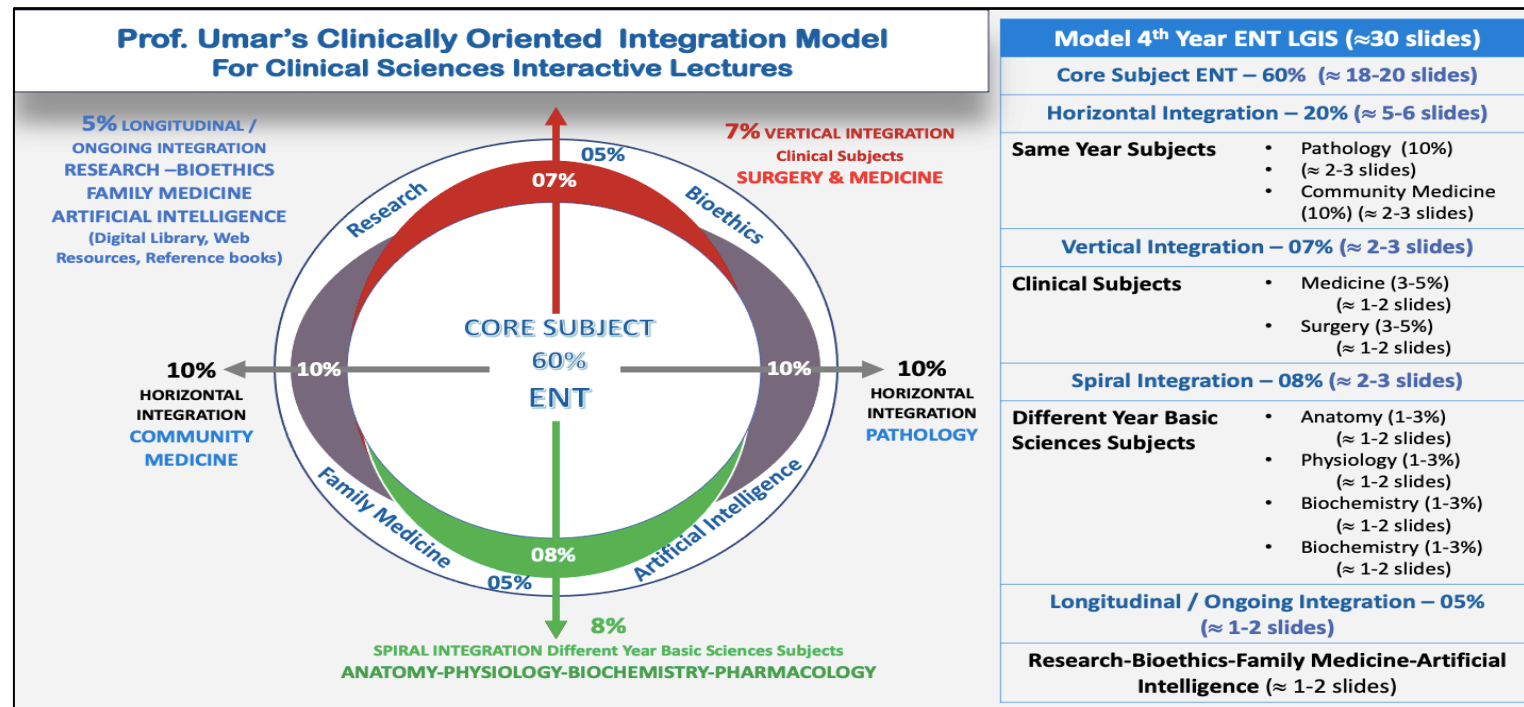 Prof. Umar's Clinically Oriented Integration Model
For Clinical Sciences Interactive Lectures
5% LONGITUDINAL /
ONGOING INTEGRATION
RESEARCH –BIOETHICS
FAMILY MEDICINE
ARTIFICIAL INTELLIGENCE
(Digital Library, Web
Resources, Reference books)
7% VERTICAL INTEGRATION
Clinical Subjects
SURGERY & MEDICINE
05%
07%
Research
Bioethics
CORE SUBJECT
60%
ENT
10%
HORIZONTAL
INTEGRATION
COMMUNITY
MEDICINE
10%
10%
10%
HORIZONTAL
INTEGRATION
PATHOLOGY
Family Medicine
Artificial Intelligence
08%
05%
8%
SPIRAL INTEGRATION Different Year Basic Sciences Subjects
ANATOMY-PHYSIOLOGY-BIOCHEMISTRY-PHARMACOLOGY
Model 4th Year ENT LGIS (≈30 slides)
Core Subject ENT – 60% (≈ 18-20 slides)
Horizontal Integration – 20% (≈ 5-6 slides)
Same Year Subjects
• Pathology (10%)
• (≈ 2-3 slides)
• Community Medicine
(10%) (≈ 2-3 slides)
Vertical Integration – 07% (≈ 2-3 slides)
Clinical Subjects
• Medicine (3-5%)
(≈ 1-2 slides)
• Surgery (3-5%)
(≈ 1-2 slides)
Spiral Integration – 08% (≈ 2-3 slides)
Different Year Basic
Sciences Subjects
• Anatomy (1-3%)
(≈ 1-2 slides)
• Physiology (1-3%)
(≈ 1-2 slides)
• Biochemistry (1-3%)
(≈ 1-2 slides)
• Biochemistry (1-3%)
(≈ 1-2 slides)
Longitudinal / Ongoing Integration – 05%
(≈ 1-2 slides)
Research-Bioethics-Family Medicine-Artificial
Intelligence (≈ 1-2 slides)